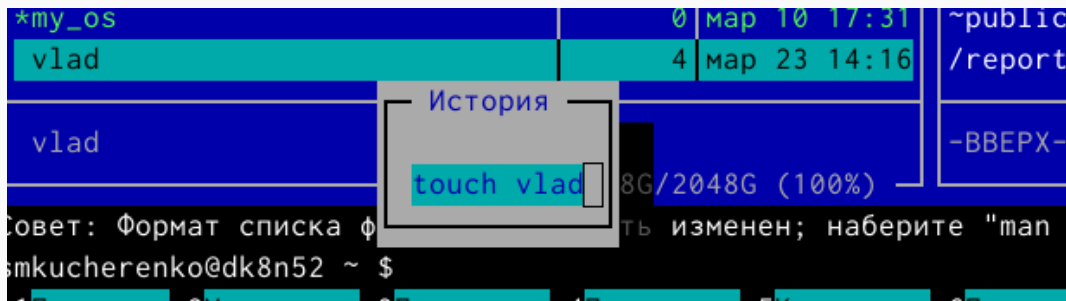 *my_os 0 мар 10 17:31 ~public
vlad 4 мар 23 14:16 /report
История
vlad -ВВЕРХ-
touch vlad 8G/2048G (100%)
Совет: Формат списка ф ть изменен; наберите "man
smkucherenko@dk8n52 ~ $